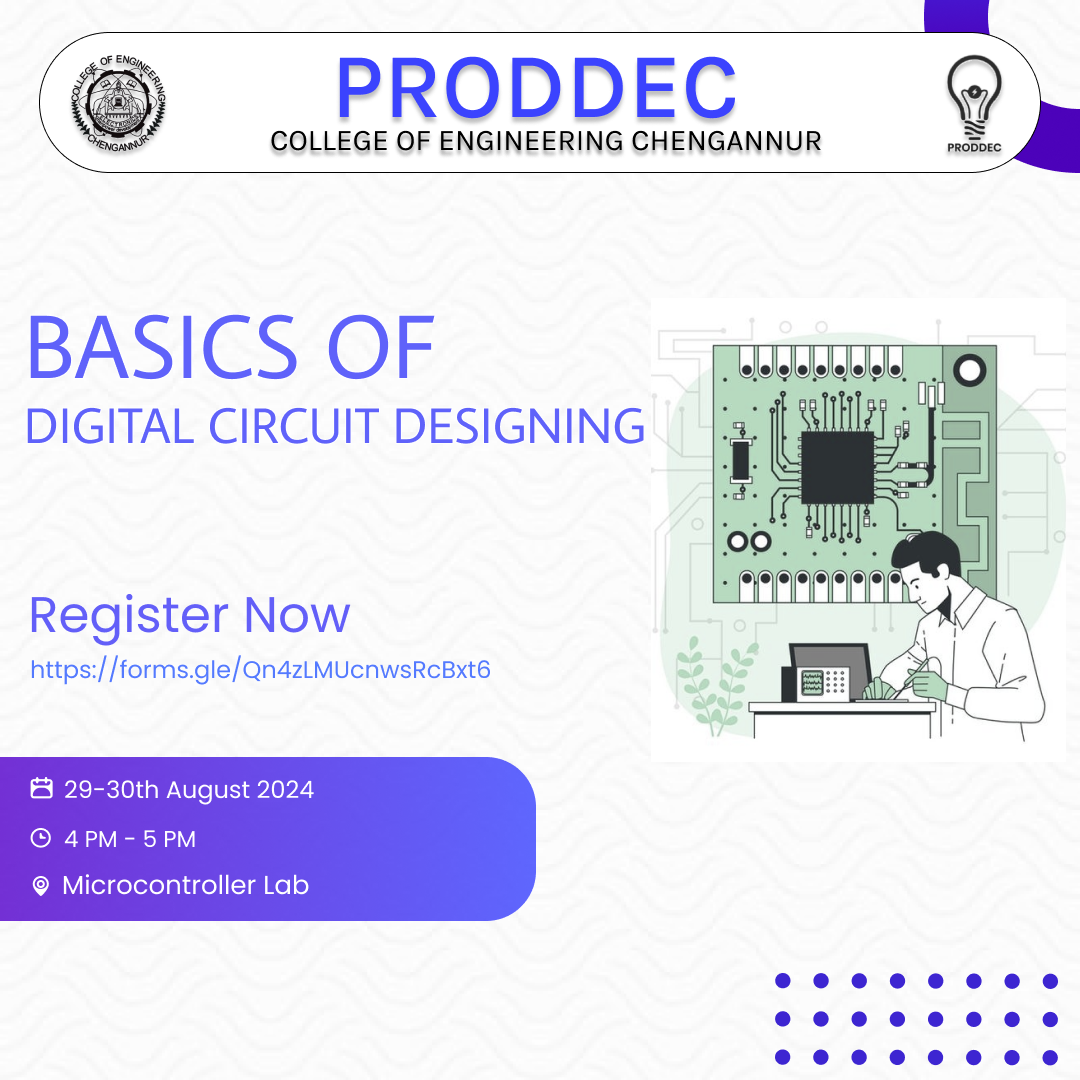 COLLEGE OF ENGINEERING
CHENGANNUR
PRODDEC
COLLEGE OF ENGINEERING CHENGANNUR
PRODDEC
BASICS OF
DIGITAL CIRCUIT DESIGNING
Register Now
https://forms.gle/Qn4zLMUcnwsRcBxt6
29-30th August 2024
4 PM - 5 PM
Microcontroller Lab